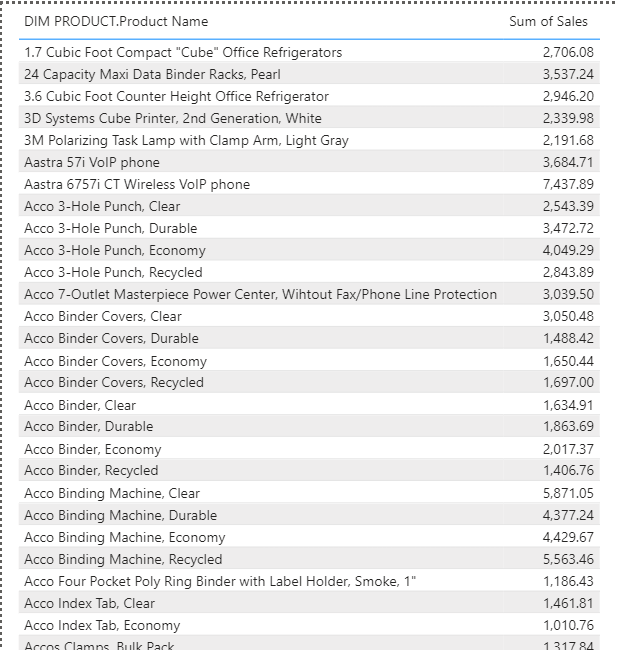 DIM PRODUCT.Product Name Sum of Sales
1.7 Cubic Foot Compact "Cube" Office Refrigerators 2,706.08
24 Capacity Maxi Data Binder Racks, Pearl 3,537.24
3.6 Cubic Foot Counter Height Office Refrigerator 2,946.20
3D Systems Cube Printer, 2nd Generation, White 2,339.98
3M Polarizing Task Lamp with Clamp Arm, Light Gray 2,191.68
Aastra 57i VoIP phone 3,684.71
Aastra 6757i CT Wireless VoIP phone 7,437.89
Acco 3-Hole Punch, Clear 2,543.39
Acco 3-Hole Punch, Durable 3,472.72
Acco 3-Hole Punch, Economy 4,049.29
Acco 3-Hole Punch, Recycled 2,843.89
Acco 7-Outlet Masterpiece Power Center, Wihtout Fax/Phone Line Protection 3,039.50
Acco Binder Covers, Clear 3,050.48
Acco Binder Covers, Durable 1,488.42
Acco Binder Covers, Economy 1,650.44
Acco Binder Covers, Recycled 1,697.00
Acco Binder, Clear 1,634.91
Acco Binder, Durable 1,863.69
Acco Binder, Economy 2,017.37
Acco Binder, Recycled 1,406.76
Acco Binding Machine, Clear 5,871.05
Acco Binding Machine, Durable 4,377.24
Acco Binding Machine, Economy 4,429.67
Acco Binding Machine, Recycled 5,563.46
Acco Four Pocket Poly Ring Binder with Label Holder, Smoke, 1" 1,186.43
Acco Index Tab, Clear 1,461.81
Acco Index Tab, Economy 1,010.76
Accos Clamps, Bulk Pack 1,317.84